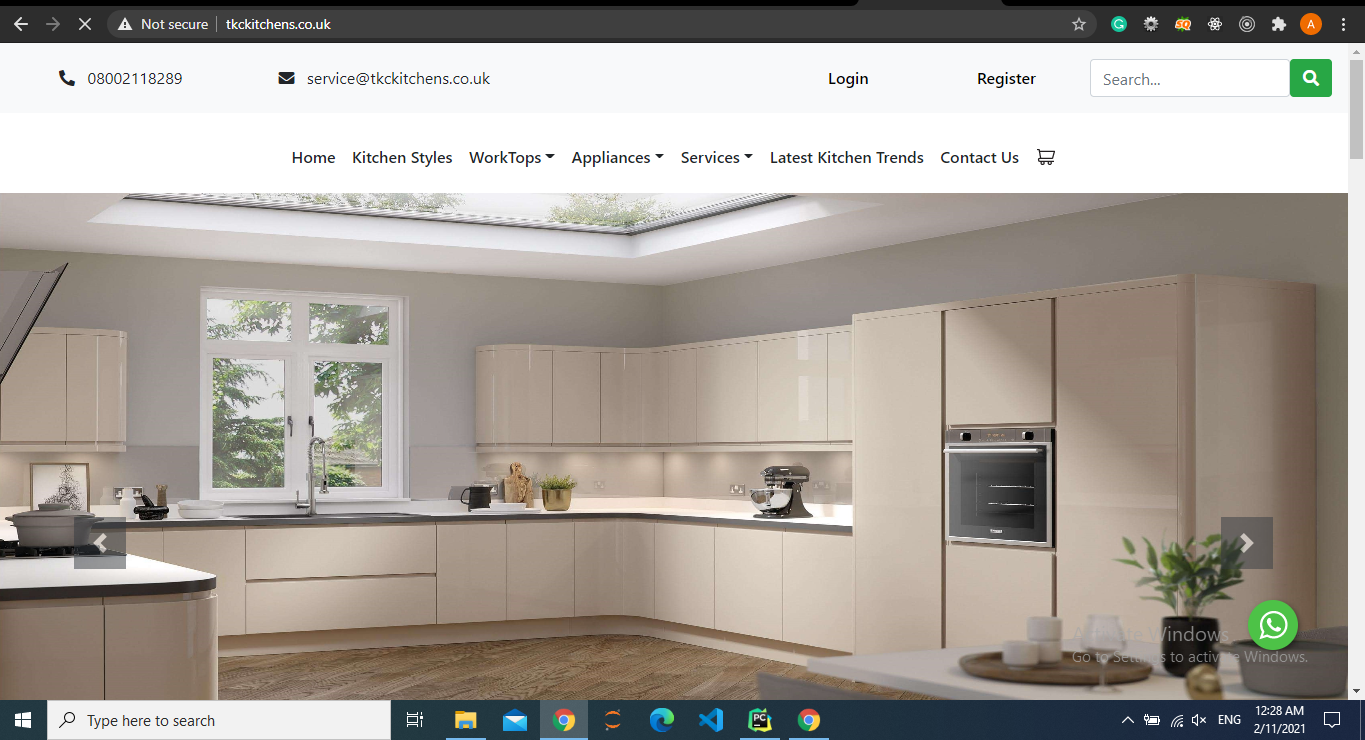 Not secure | tkckitchens.co.uk
A
08002118289
service@tkckitchens.co.uk
Login
Register
Search...
Home
Kitchen Styles
WorkTops
Appliances
Services
Latest Kitchen Trends
Contact Us
Activate Windows
Go to Settings to activate Windows.
Type here to search
PC
ENG
12:28 AM
2/11/2021